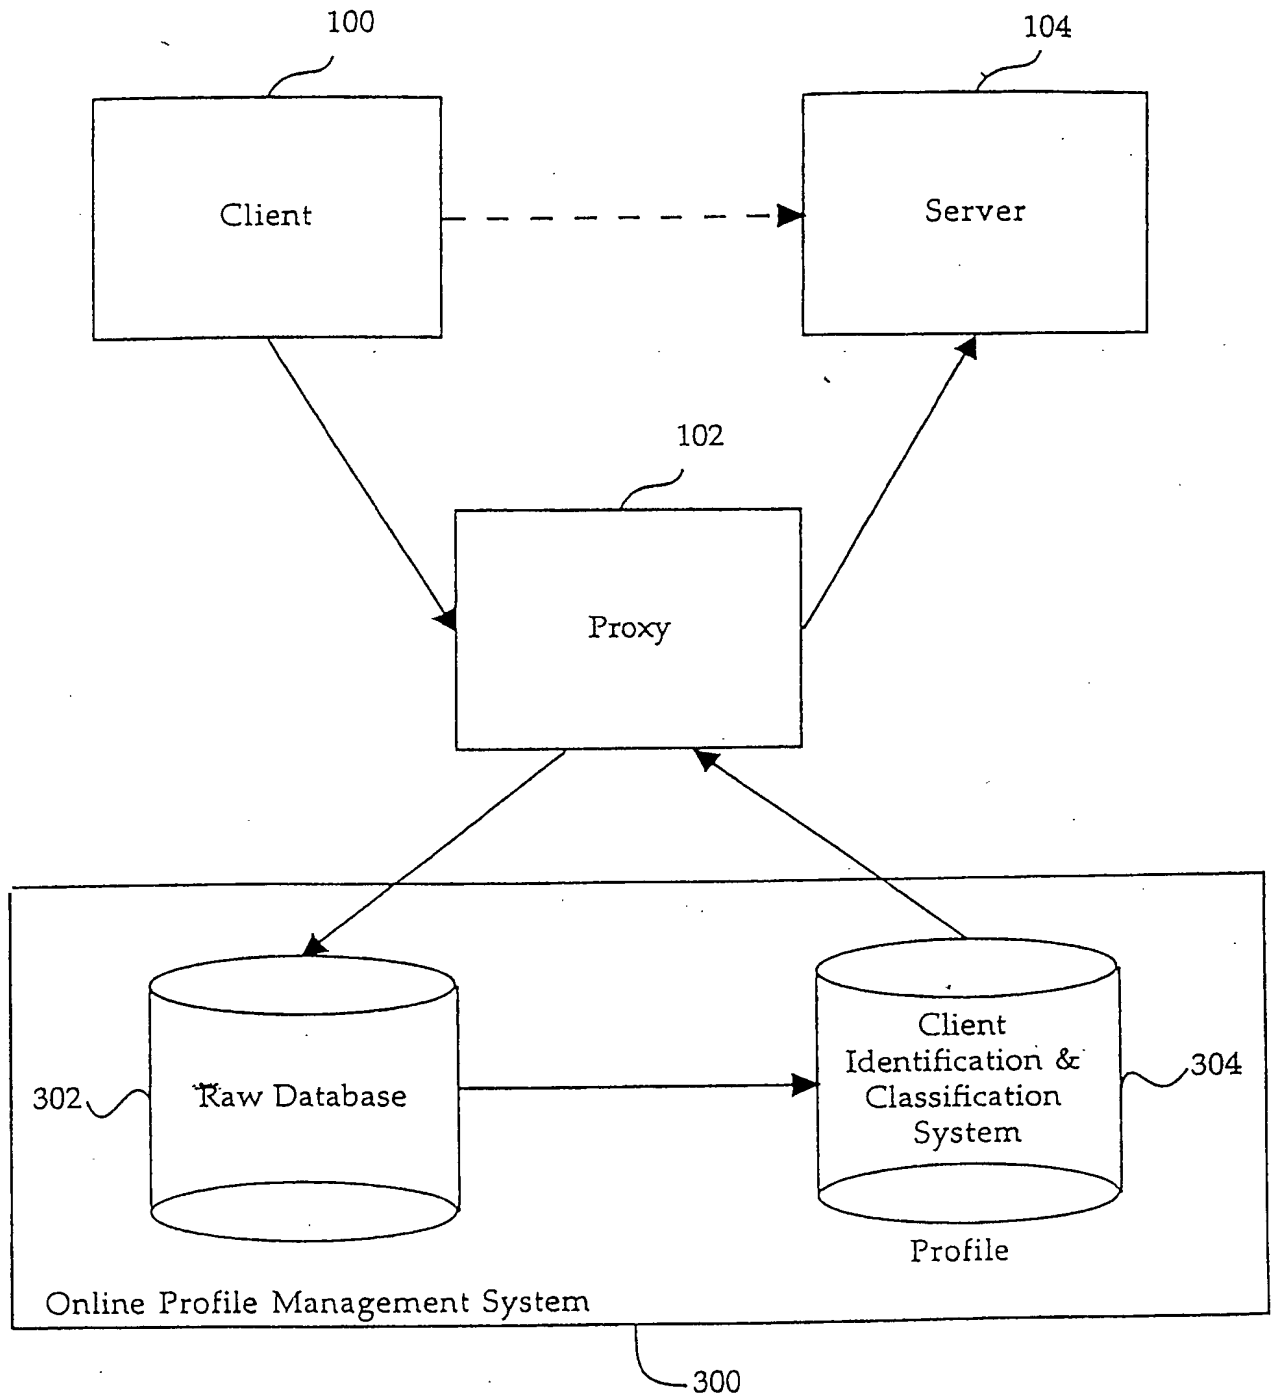 100
104
Client
Server
102
Proxy
302
Raw Database
Client
Identification &
Classification
System
304
Profile
Online Profile Management System
300